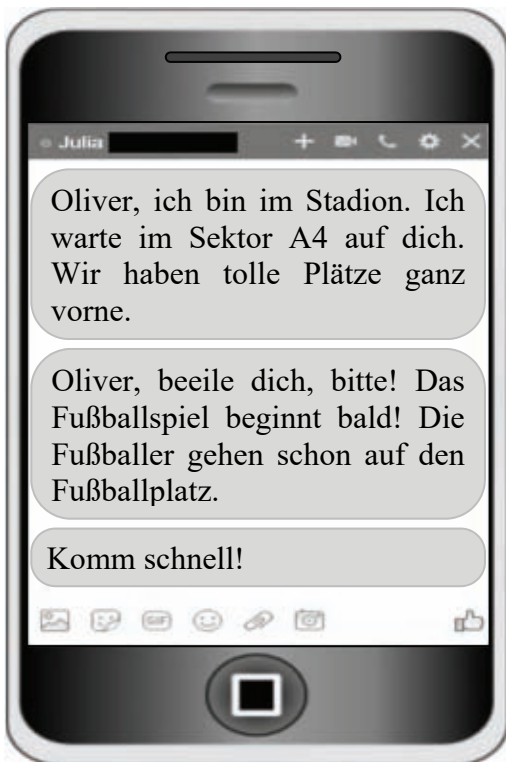 Julia
Oliver, ich bin im Stadion. Ich
warte im Sektor A4 auf dich.
Wir haben tolle Plätze ganz
vorne.
Oliver, beeile dich, bitte! Das
Fußballspiel beginnt bald! Die
Fußballer gehen schon auf den
Fußballplatz.
Komm schnell!
GIF